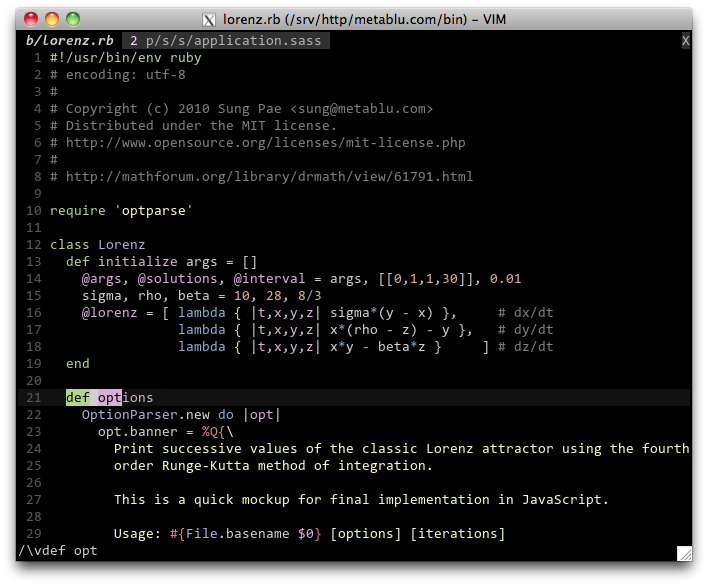 lorenz.rb (/srv/http/metablu.com/bin) – VIM
b/lorenz.rb 2 p/s/s/application.sass X
1 #!/usr/bin/env ruby
2 # encoding: utf-8
3 #
4 # Copyright (c) 2010 Sung Pae <sung@metablu.com>
5 # Distributed under the MIT license.
6 # http://www.opensource.org/licenses/mit-license.php
7 #
8 # http://mathforum.org/library/drmath/view/61791.html
9
10 require 'optparse'
11
12 class Lorenz
13   def initialize args = []
14     @args, @solutions, @interval = args, [[0,1,1,30]], 0.01
15     sigma, rho, beta = 10, 28, 8/3
16     @lorenz = [ lambda { |t,x,y,z| sigma*(y - x) },     # dx/dt
17                 lambda { |t,x,y,z| x*(rho - z) - y },   # dy/dt
18                 lambda { |t,x,y,z| x*y - beta*z }     ] # dz/dt
19   end
20
21   def options
22     OptionParser.new do |opt|
23       opt.banner = %Q{\
24         Print successive values of the classic Lorenz attractor using the fourth
25         order Runge-Kutta method of integration.
26
27         This is a quick mockup for final implementation in JavaScript.
28
29         Usage: #{File.basename $0} [options] [iterations]
/\vdef opt